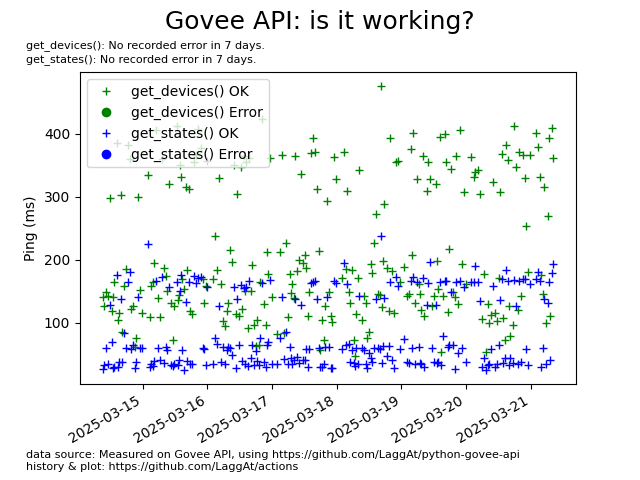 Govee API: is it working?
get_devices(): No recorded error in 7 days.
get_states(): No recorded error in 7 days.
get_devices() OK
get_devices() Error
get_states() OK
get_states() Error
Ping (ms)
400
300
200
100
2025-03-15
2025-03-16
2025-03-17
2025-03-18
2025-03-19
2025-03-20
2025-03-21
data source: Measured on Govee API, using https://github.com/LaggAt/python-govee-api
history & plot: https://github.com/LaggAt/actions